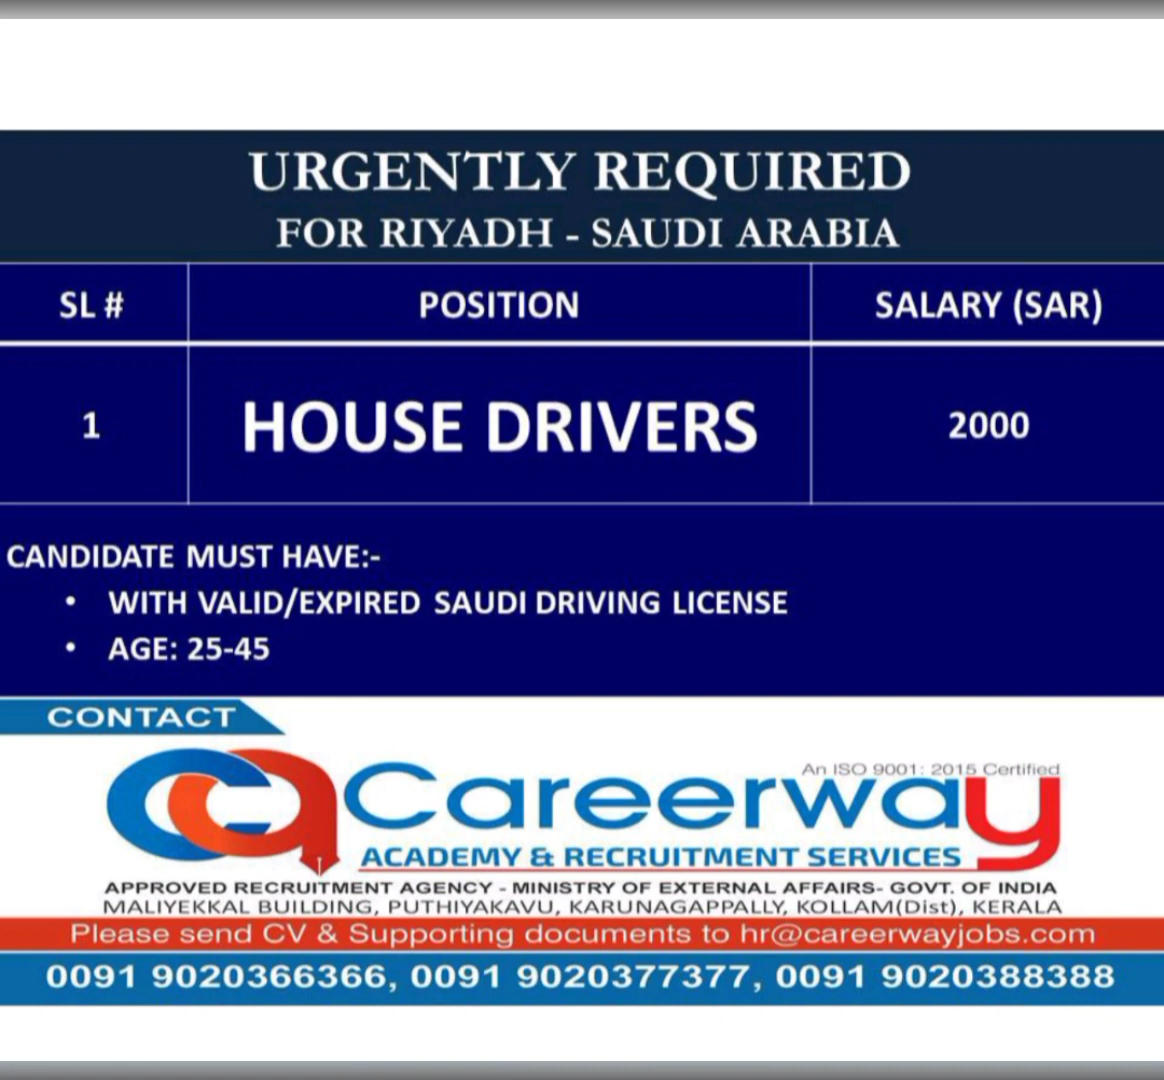 URGENTLY REQUIRED
FOR RIYADH - SAUDI ARABIA
SL # POSITION SALARY (SAR)
1 HOUSE DRIVERS 2000
CANDIDATE MUST HAVE:-
• WITH VALID/EXPIRED SAUDI DRIVING LICENSE
• AGE: 25-45
CONTACT
An ISO 9001: 2015 Certified
ca Careerway
ACADEMY & RECRUITMENT SERVICES
APPROVED RECRUITMENT AGENCY - MINISTRY OF EXTERNAL AFFAIRS- GOVT. OF INDIA
MALIYEKKAL BUILDING, PUTHIYAKAVU, KARUNAGAPPALLY, KOLLAM(Dist), KERALA
Please send CV & Supporting documents to hr@careerwayjobs.com
0091 9020366366, 0091 9020377377, 0091 9020388388